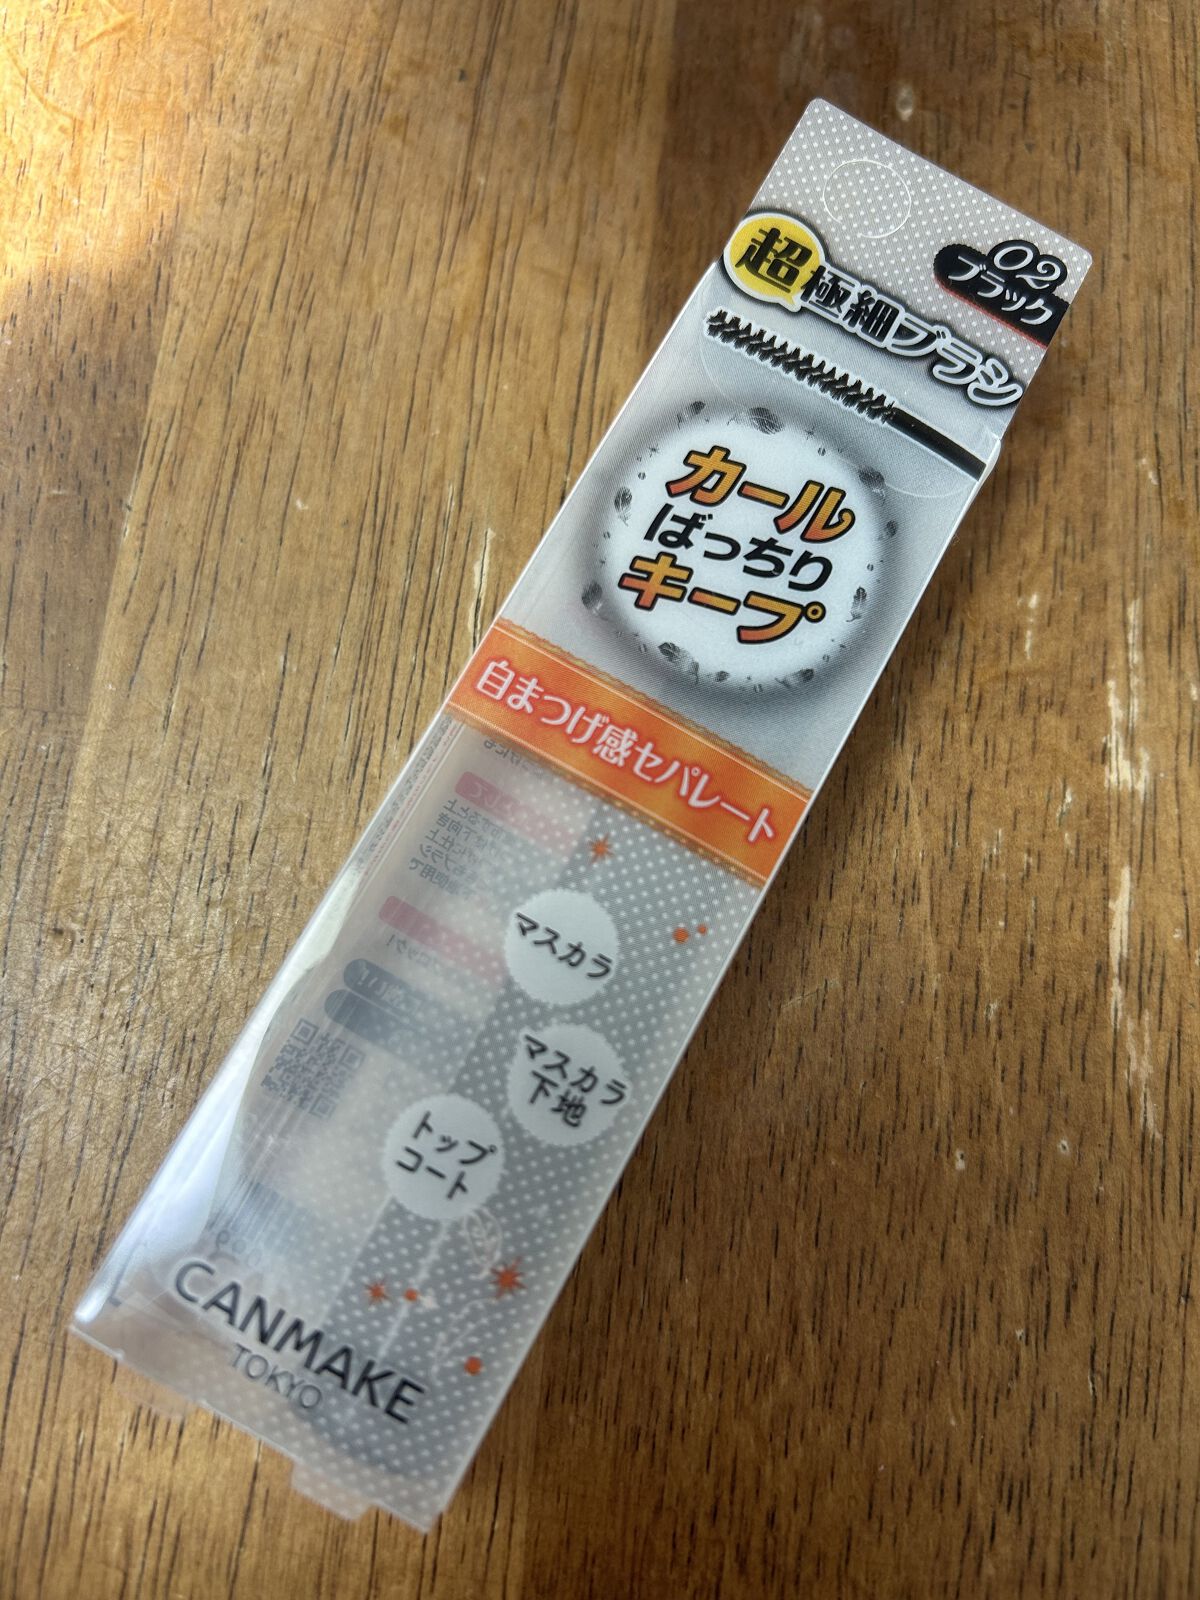 02
ブラック
超極細ブラシ
カール
ばっちり
キープ
自まつげ感セパレート
マスカラ
マスカラ
下地
トップ
コート
CANMAKE
TOKYO